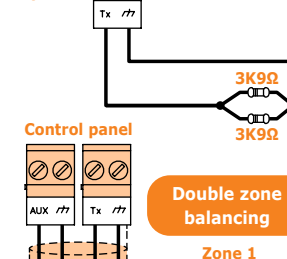 Tx
3K9Ω
3K9Ω
Control panel
AUX
Tx
Double zone
balancing
Zone 1